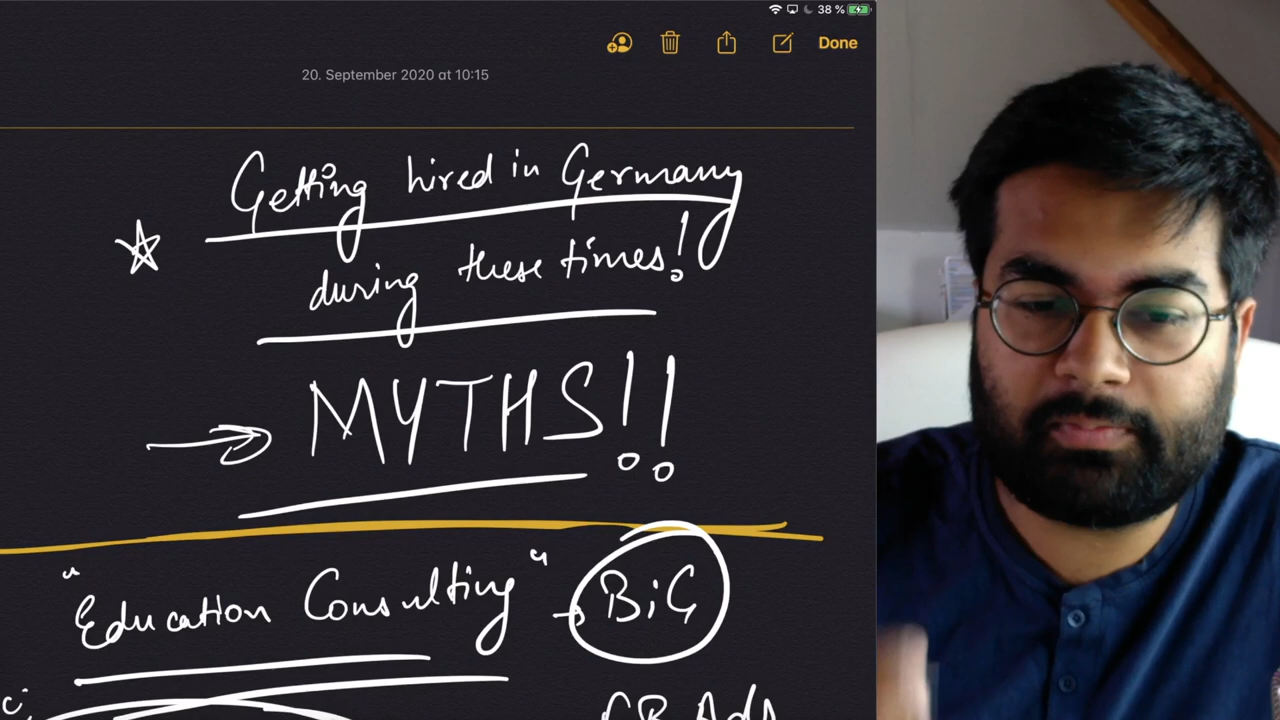 38 %
Done
20. September 2020 at 10:15
Getting hired in Germany
during these times!
MYTHS!!
"Education Consulting" BiG